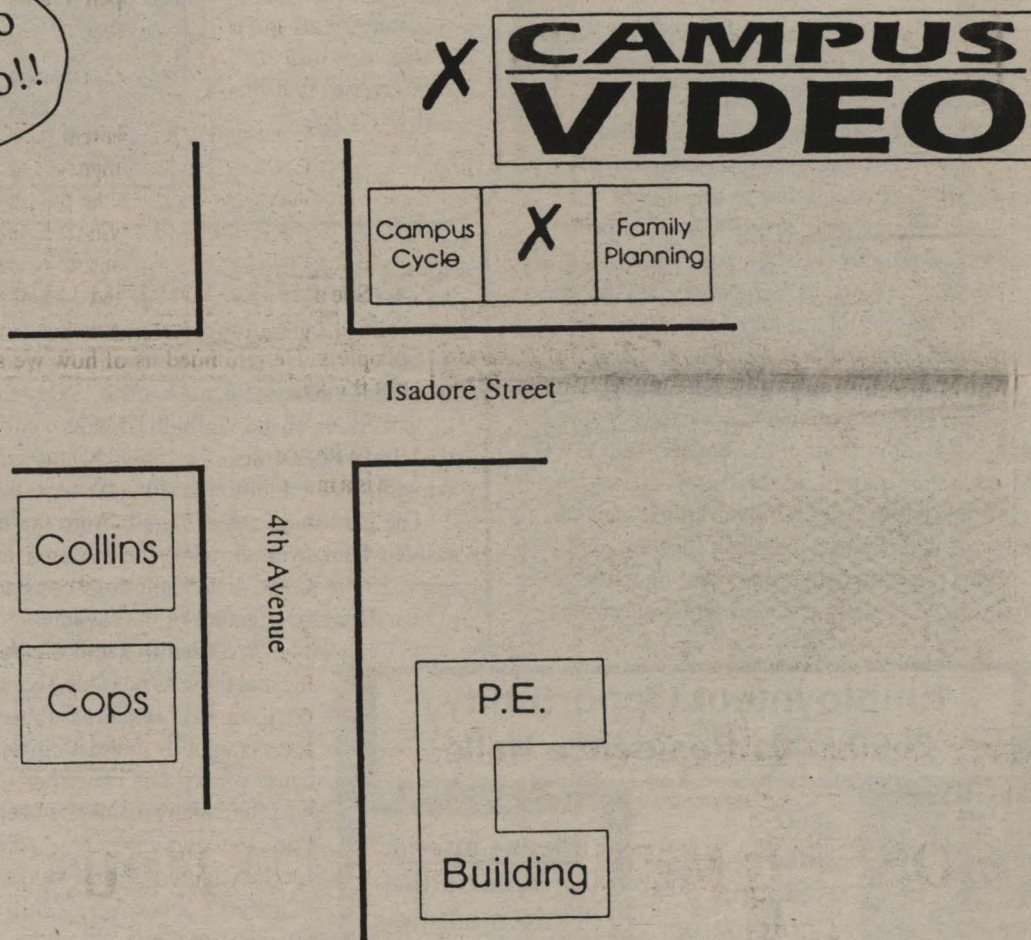 O!!
X CAMPUS
VIDEO
Campus
Cycle
X
Family
Planning
Isadore Street
Collins
4th Avenue
Cops
P.E.
Building